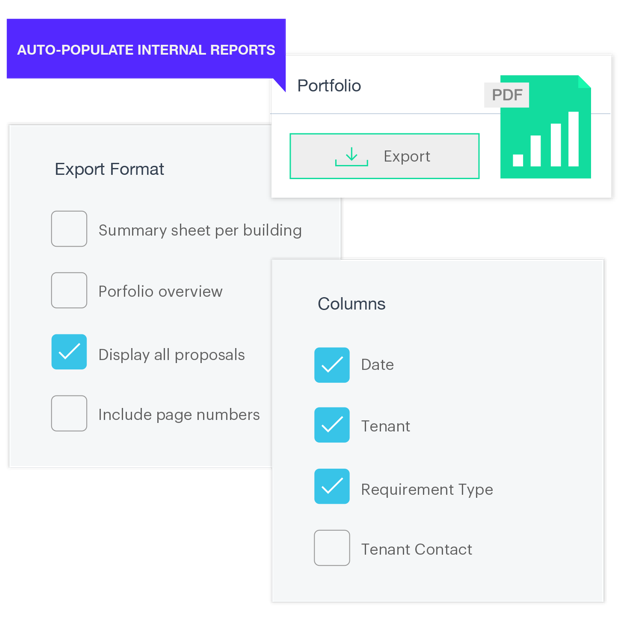 AUTO-POPULATE INTERNAL REPORTS
Portfolio
PDF
Export
Export Format
Summary sheet per building
Porfolio overview
Display all proposals
Include page numbers
Columns
Date
Tenant
Requirement Type
Tenant Contact